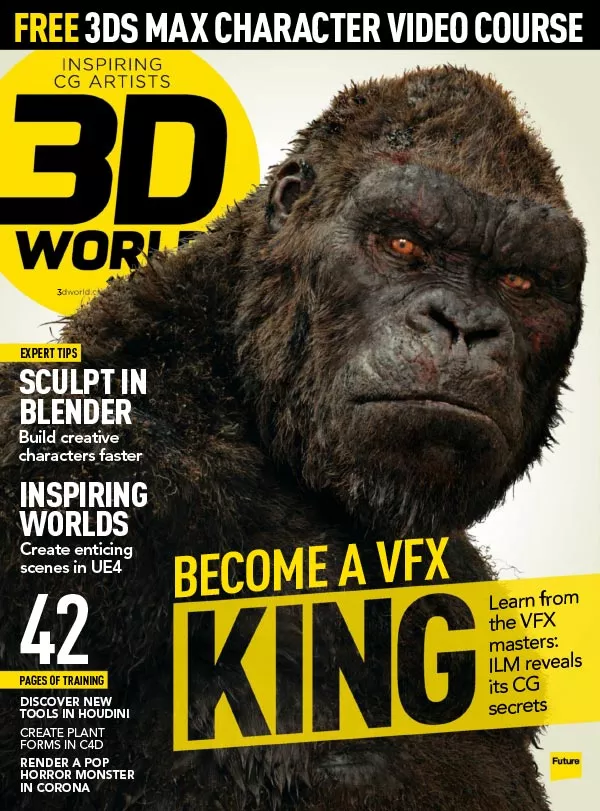 FREE 3DS MAX CHARACTER VIDEO COURSE
INSPIRING
CG ARTISTS
3D
WORL
EXPERT TIPS
SCULPT IN
BLENDER
Build creative
characters faster
INSPIRING
WORLDS
Create enticing
scenes in UE4
42
PAGES OF TRAINING
DISCOVER NEW
TOOLS IN HOUDINI
CREATE PLANT
FORMS IN C4D
RENDER A POP
HORROR MONSTER
IN CORONA
BECOME A VFX
KING
Learn from
the VFX
masters:
ILM reveals
its CG
secrets
Future